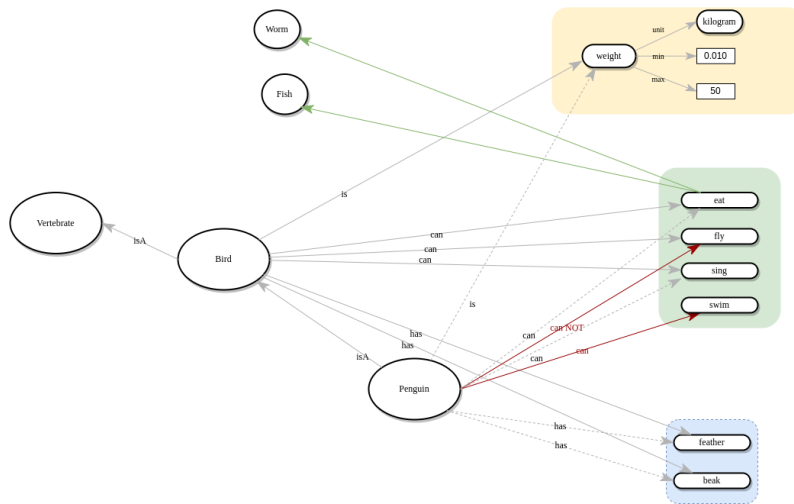 Worm
kilogram
unit
weight
min
0.010
max
Fish
50
is
eat
Vertebrate
can
fly
isA
Bird
can
can
sing
is
swim
can NOT
has
can
has
can
can
isA
Penguin
has
feather
has
beak